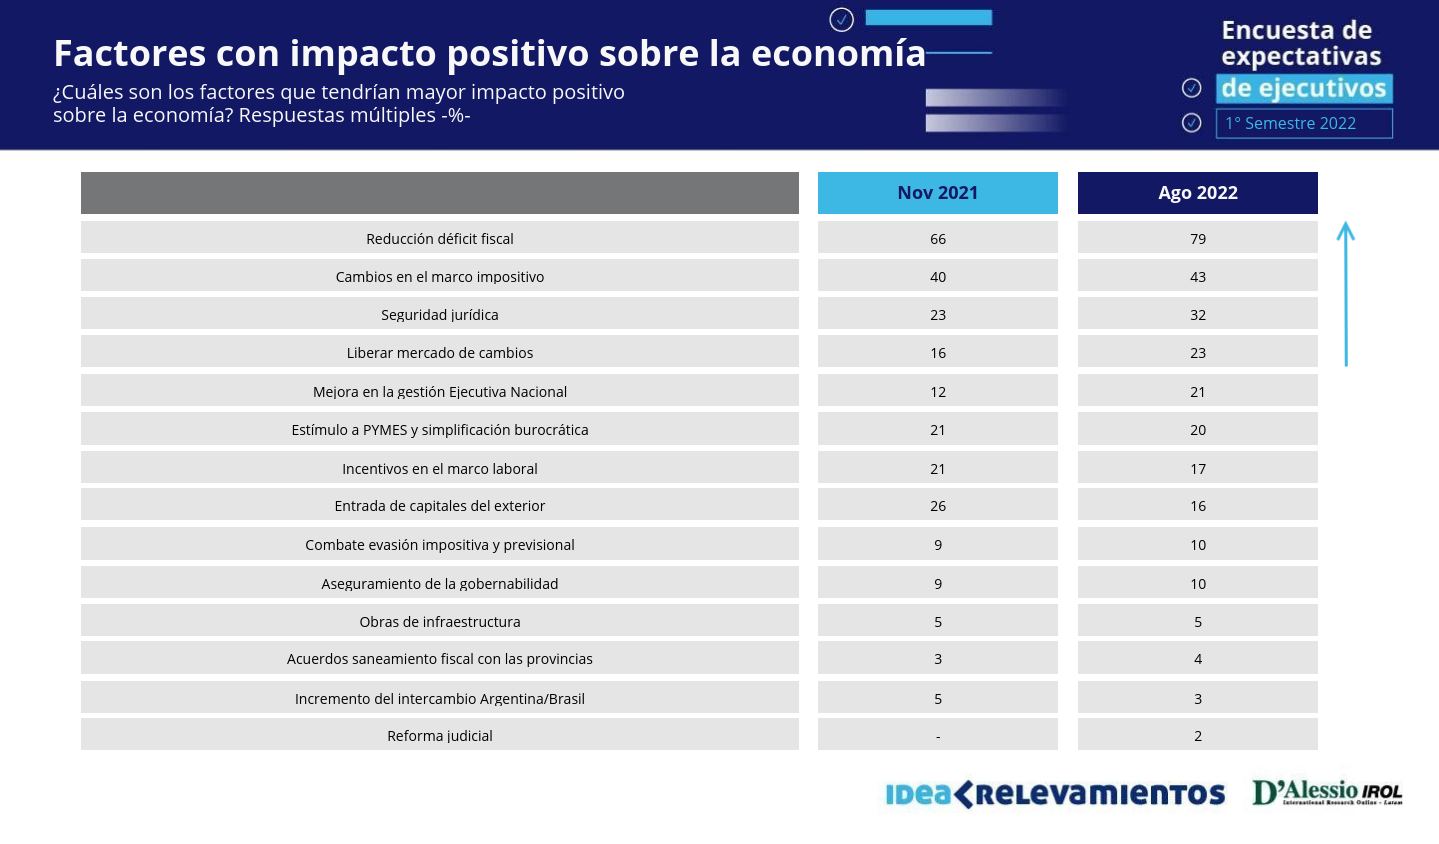 Factores con impacto positivo sobre la economía
¿Cuáles son los factores que tendrían mayor impacto positivo
sobre la economía? Respuestas múltiples -%-
Encuesta de
expectativas
de ejecutivos
1° Semestre 2022
Nov 2021 Ago 2022
Reducción déficit fiscal 66 79
Cambios en el marco impositivo 40 43
Seguridad jurídica 23 32
Liberar mercado de cambios 16 23
Mejora en la gestión Ejecutiva Nacional 12 21
Estímulo a PYMES y simplificación burocrática 21 20
Incentivos en el marco laboral 21 17
Entrada de capitales del exterior 26 16
Combate evasión impositiva y previsional 9 10
Aseguramiento de la gobernabilidad 9 10
Obras de infraestructura 5 5
Acuerdos saneamiento fiscal con las provincias 3 4
Incremento del intercambio Argentina/Brasil 5 3
Reforma judicial - 2
IDea RELEVAMIENTOS
D'Alessio IROL
International Research Online - Latam